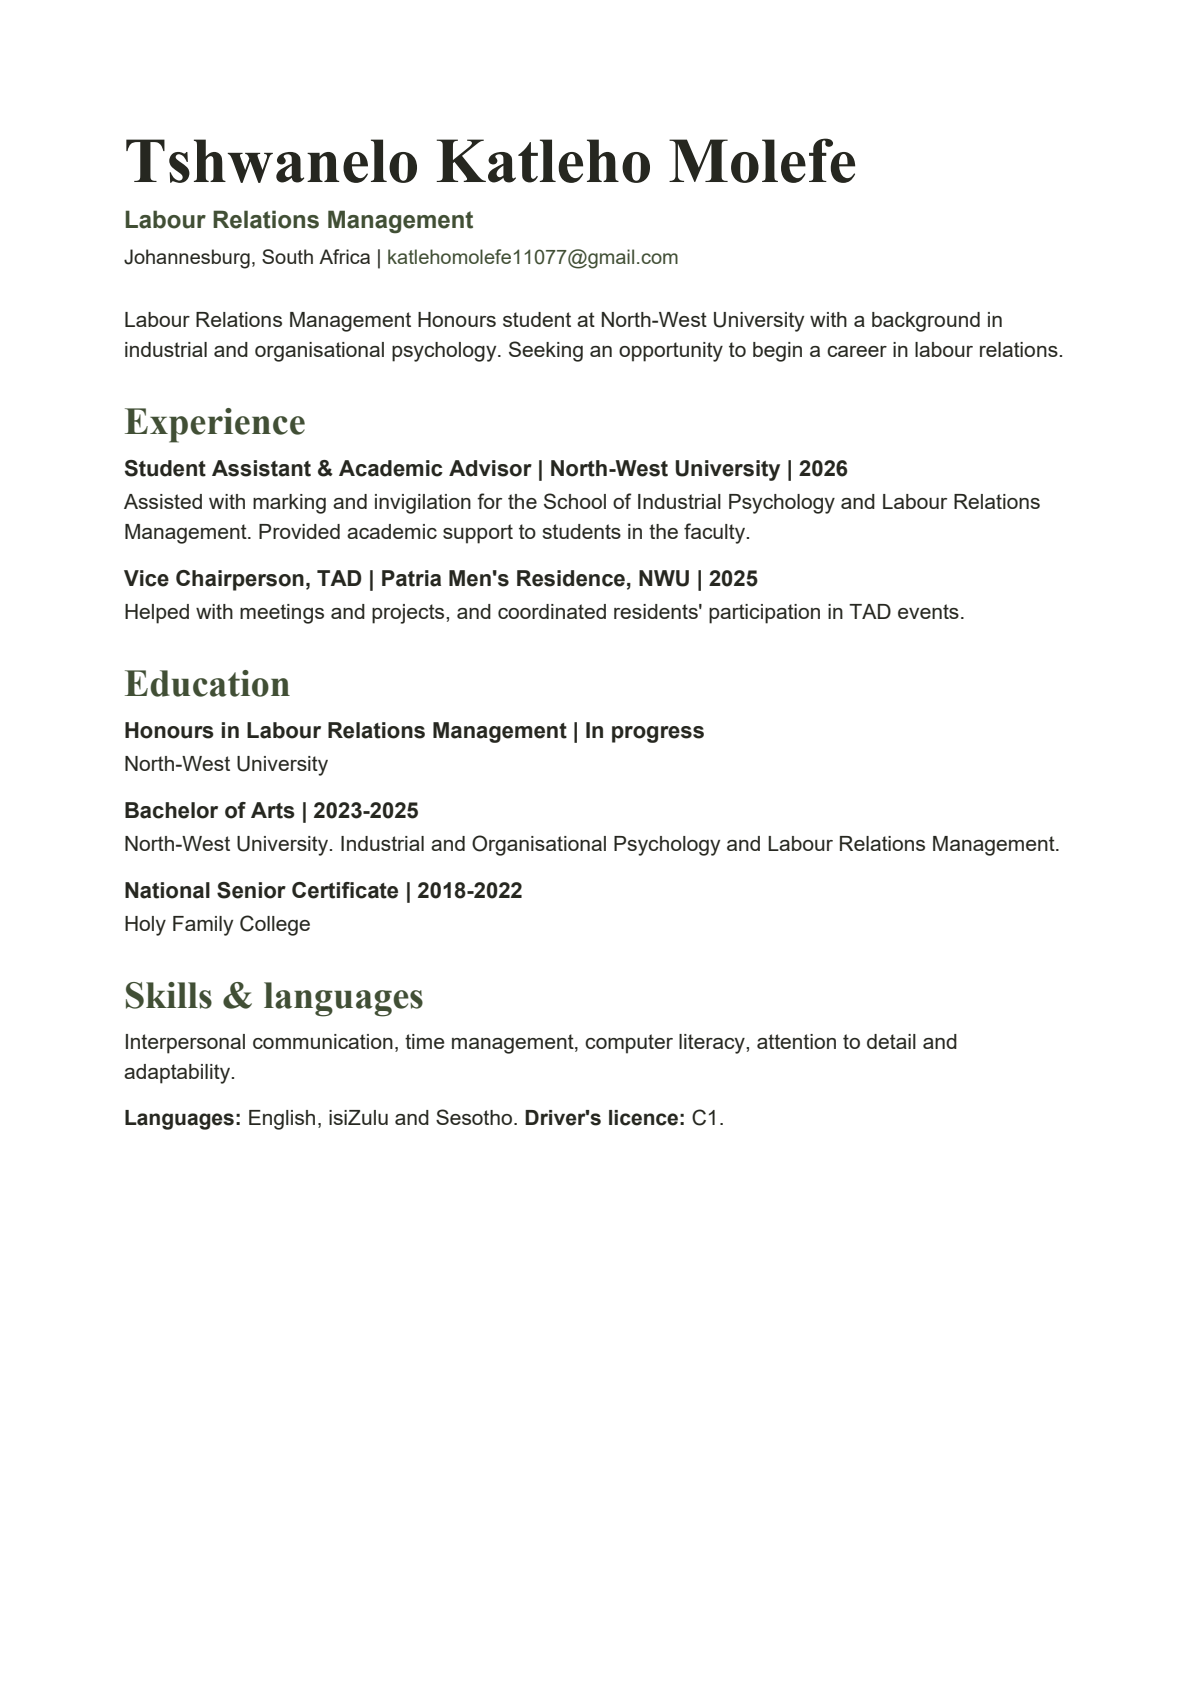 Tshwanelo Katleho Molefe
Labour Relations Management
Johannesburg, South Africa | katlehomolefe11077@gmail.com
Labour Relations Management Honours student at North-West University with a background in
industrial and organisational psychology. Seeking an opportunity to begin a career in labour relations.
Experience
Student Assistant & Academic Advisor | North-West University | 2026
Assisted with marking and invigilation for the School of Industrial Psychology and Labour Relations
Management. Provided academic support to students in the faculty.
Vice Chairperson, TAD | Patria Men's Residence, NWU | 2025
Helped with meetings and projects, and coordinated residents' participation in TAD events.
Education
Honours in Labour Relations Management | In progress
North-West University
Bachelor of Arts | 2023-2025
North-West University. Industrial and Organisational Psychology and Labour Relations Management.
National Senior Certificate | 2018-2022
Holy Family College
Skills & languages
Interpersonal communication, time management, computer literacy, attention to detail and
adaptability.
Languages: English, isiZulu and Sesotho. Driver's licence: C1.